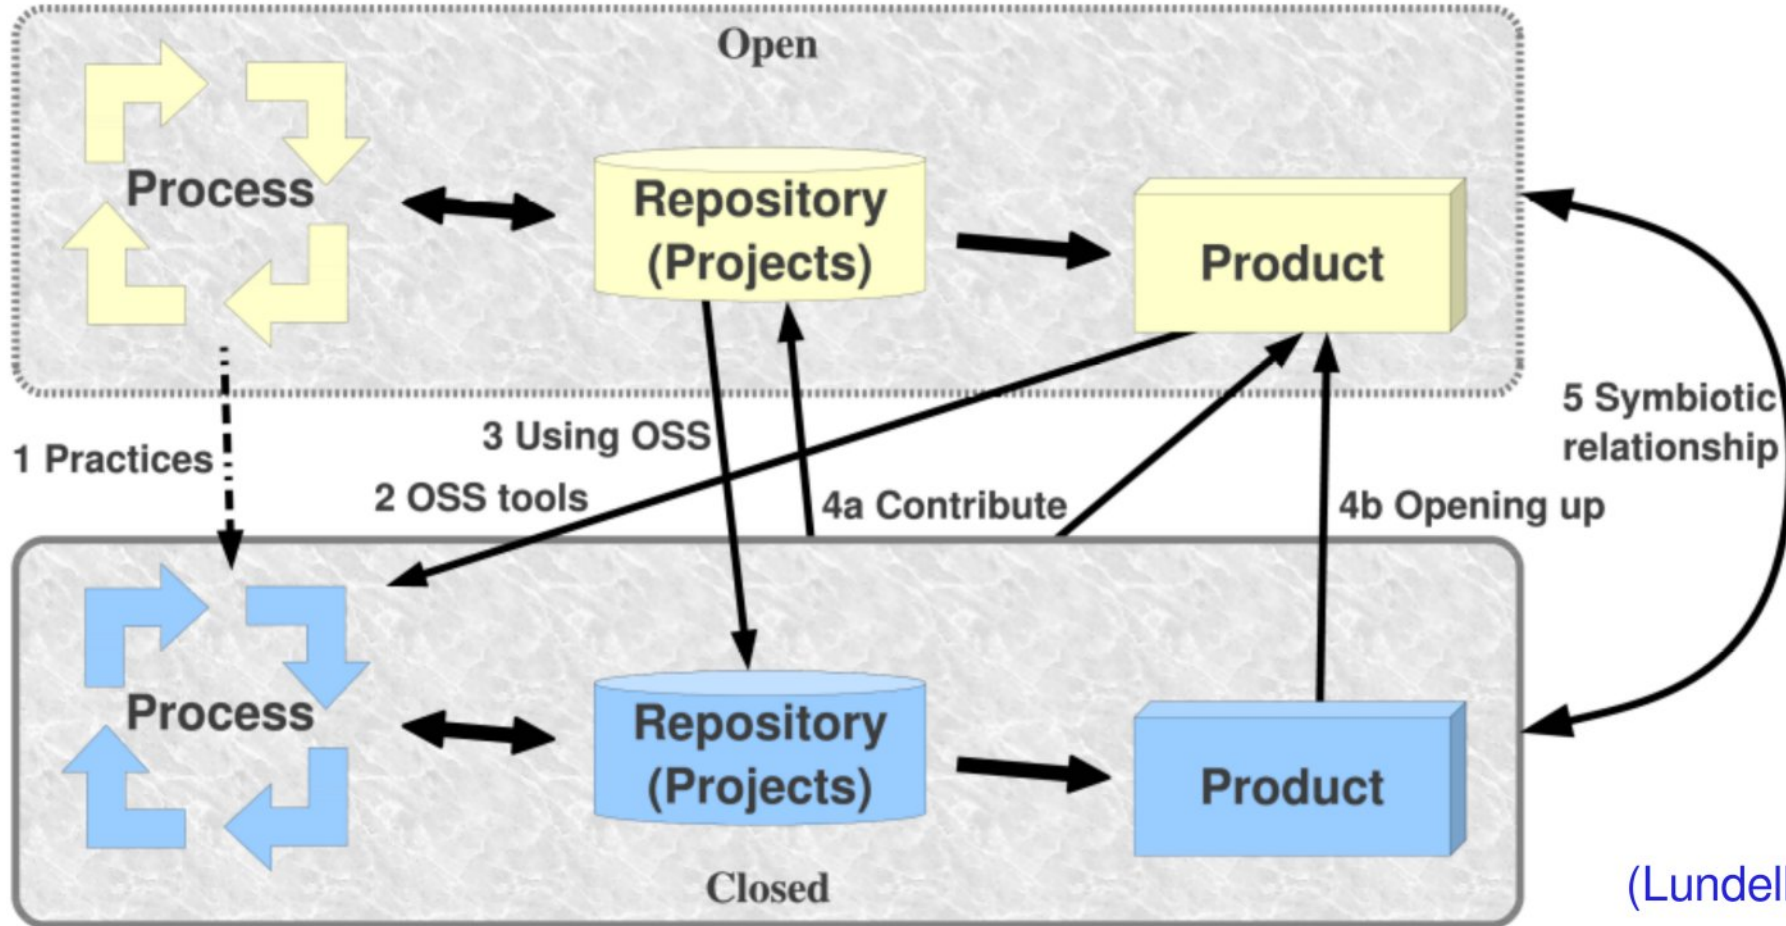 Open
Process
Repository
(Projects)
Product
1 Practices
3 Using OSS
2 OSS tools
4a Contribute
4b Opening up
5 Symbiotic
relationship
Process
Repository
(Projects)
Product
Closed
(Lundell